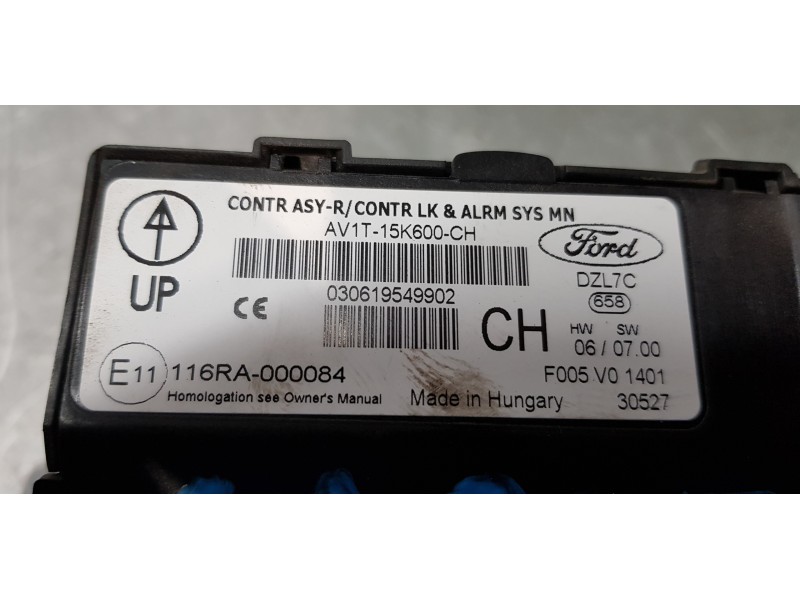 CONTR ASY-R/CONTR LK & ALRM SYS MN
AV1T-15K600-CH
Ford
UP
DZL7C
030619549902
658
CE
CH
HW SW
06 / 07.00
E11 116RA-000084
F005 V0 1401
Homologation see Owner's Manual
Made in Hungary
30527